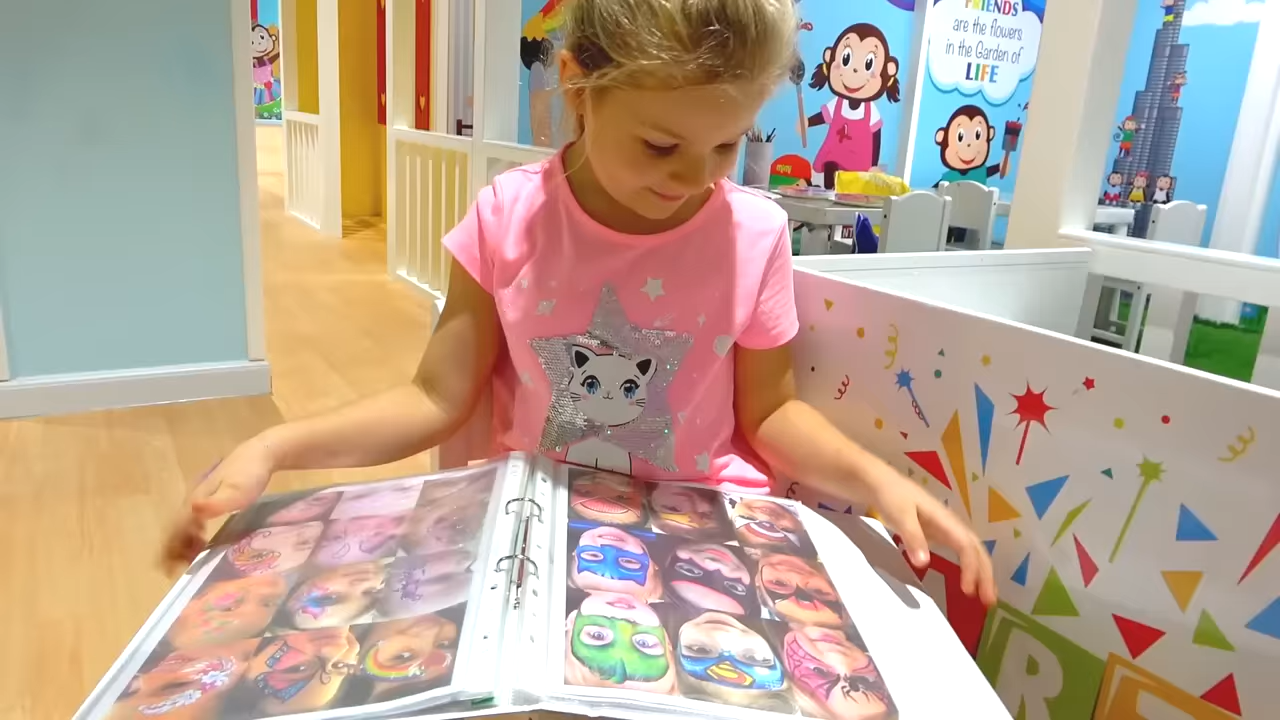 FRIENDS
are the flowers
in the Garden of
LIFE
R